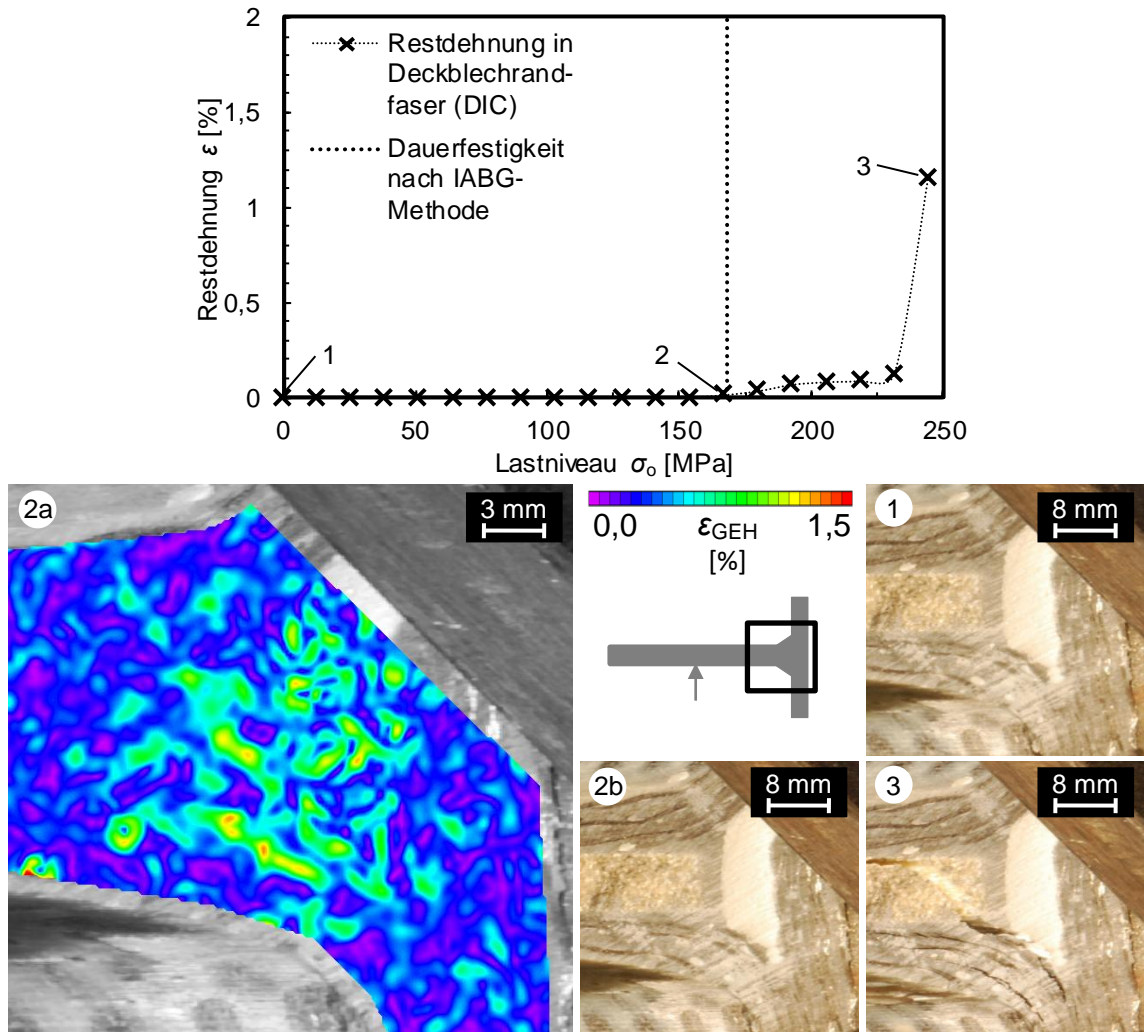 2
1,5
1
0,5
0
Restdehnung ε [%]
Restdehnung in
Deckblechrand-
faser (DIC)
Dauerfestigkeit
nach IABG-
Methode
1
2
3
0 50 100 150 200 250
Lastniveau σo [MPa]
2a
3 mm
0,0 εGEH 1,5
[%]
1
8 mm
2b
8 mm
3
8 mm